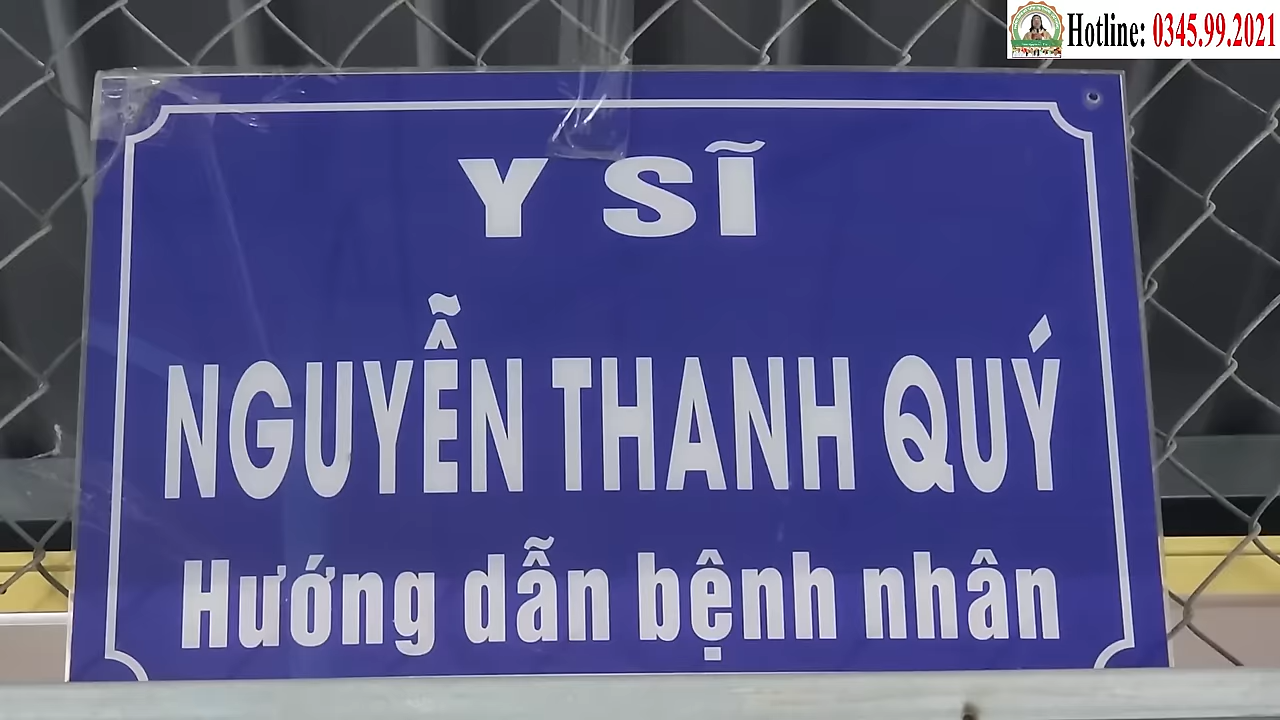 Hotline: 0345.99.2021
Y SĨ
NGUYỄN THANH QUÝ
Hướng dẫn bệnh nhân